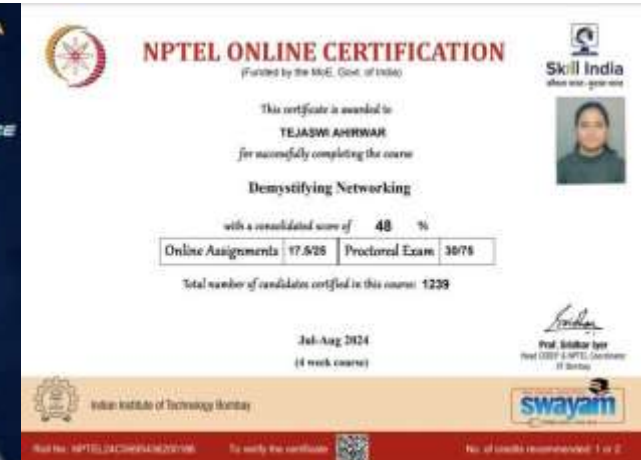 NPTEL ONLINE CERTIFICATION
(Funded by the MoE, Govt. of India)
Skill India
This certificate is awarded to
TEJASWI AHIRWAR
for successfully completing the course
Demystifying Networking
with a consolidated score of 48 %
Online Assignments 17.5/25 Proctored Exam 30/75
Total number of candidates certified in this course: 1239
Jul-Aug 2024
(4 week course)
Prof. Sridhar Iyer
Indian Institute of Technology Bombay
swayam
Roll No:
To verify the certificate
No. of credits recommended: 1 or 2